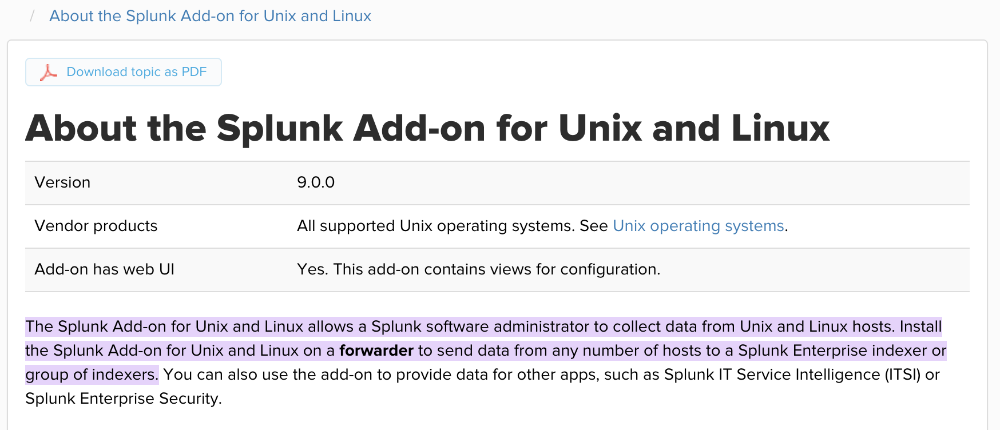 / About the Splunk Add-on for Unix and Linux
Download topic as PDF
About the Splunk Add-on for Unix and Linux
Version 9.0.0
Vendor products All supported Unix operating systems. See Unix operating systems.
Add-on has web UI Yes. This add-on contains views for configuration.
The Splunk Add-on for Unix and Linux allows a Splunk software administrator to collect data from Unix and Linux hosts. Install
the Splunk Add-on for Unix and Linux on a forwarder to send data from any number of hosts to a Splunk Enterprise indexer or
group of indexers. You can also use the add-on to provide data for other apps, such as Splunk IT Service Intelligence (ITSI) or
Splunk Enterprise Security.